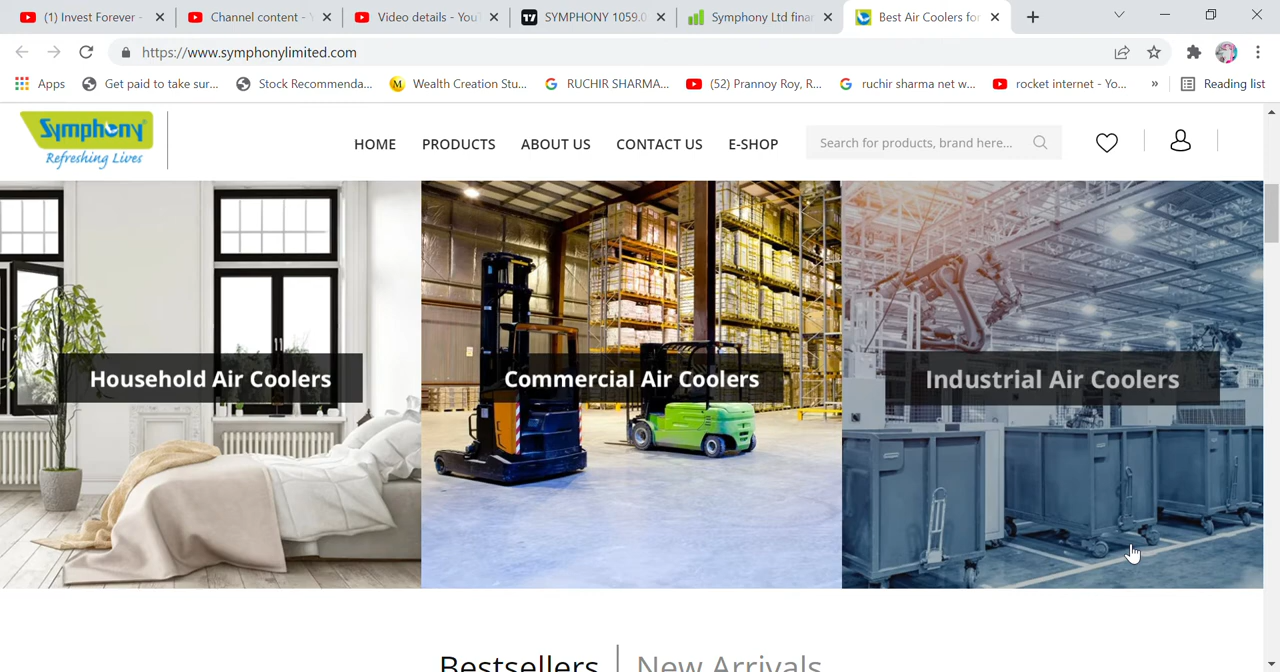 (1) Invest Forever -
Channel content -
Video details - You
SYMPHONY 1059.0
Symphony Ltd fina
Best Air Coolers fo
https://www.symphonylimited.com
Apps
Get paid to take sur...
Stock Recommenda...
M
Wealth Creation Stu...
RUCHIR SHARMA...
(52) Prannoy Roy, R...
ruchir sharma net w...
rocket internet - Yo...
»
Reading list
Symphony®
Refreshing Lives
HOME
PRODUCTS
ABOUT US
CONTACT US
E-SHOP
Search for products, brand here...
Household Air Coolers
Commercial Air Coolers
Industrial Air Coolers
Bestsellers
New Arrivals